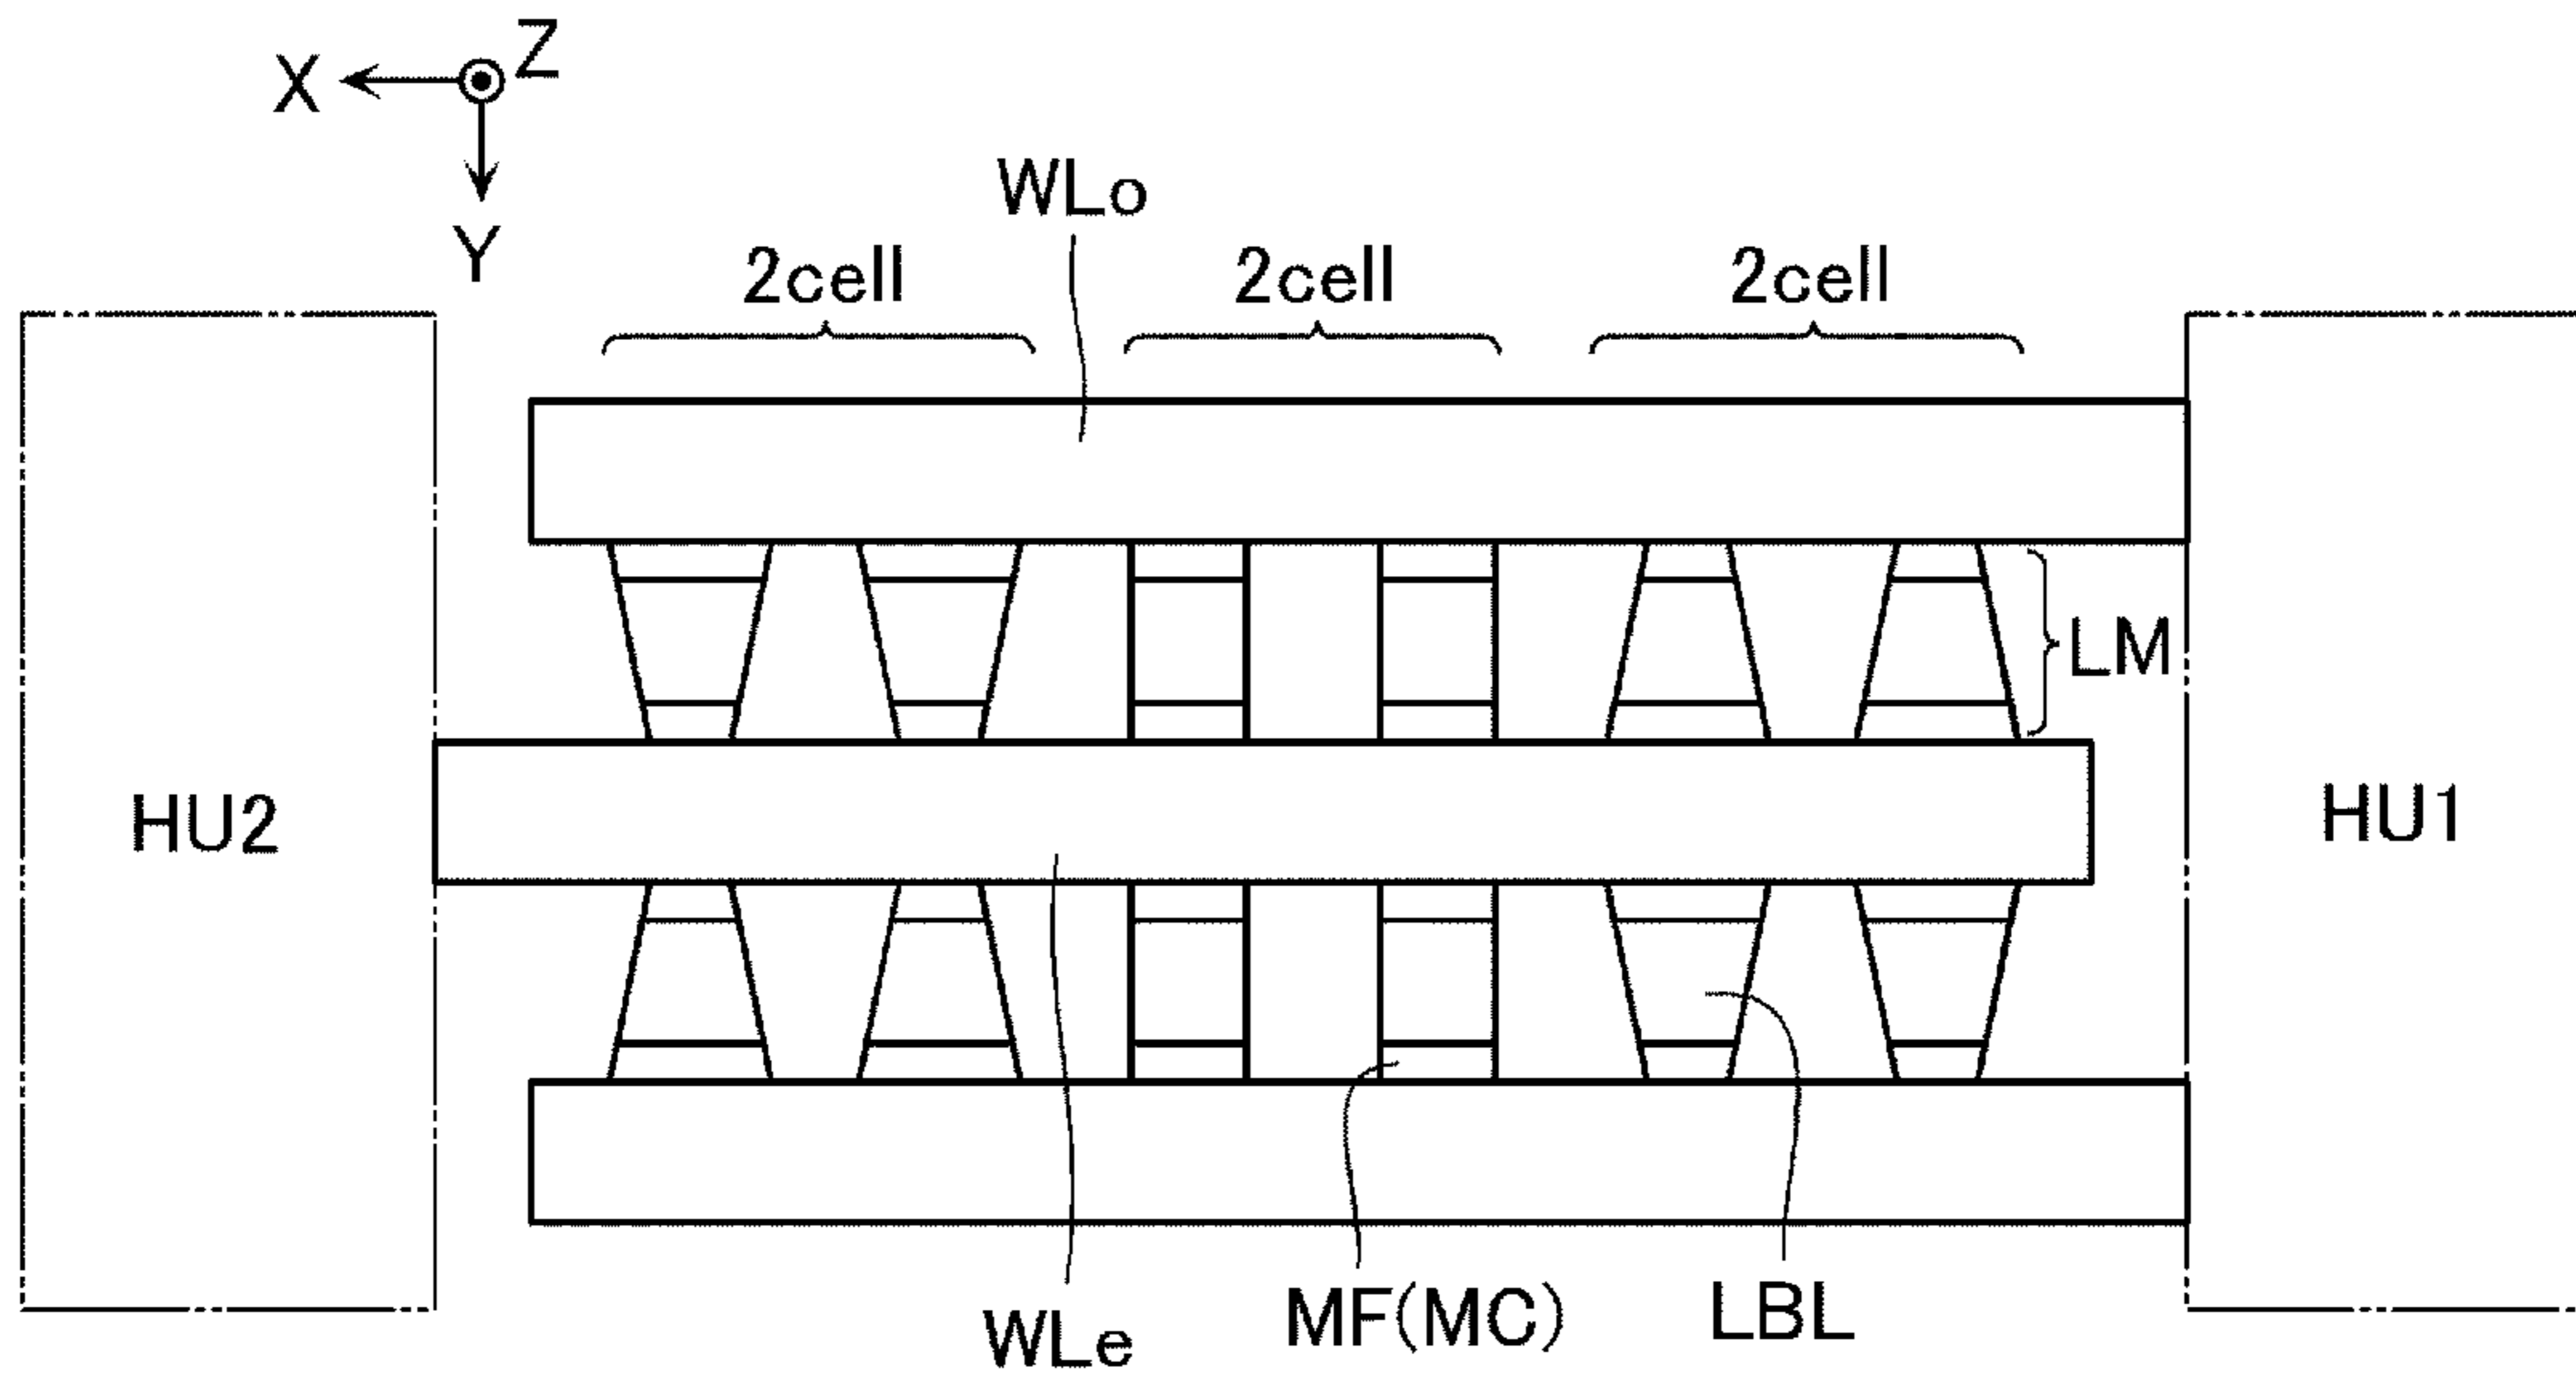 Z
X
Y
WLo
2cell 2cell 2cell
LM
HU2 HU1
WLe MF(MC) LBL